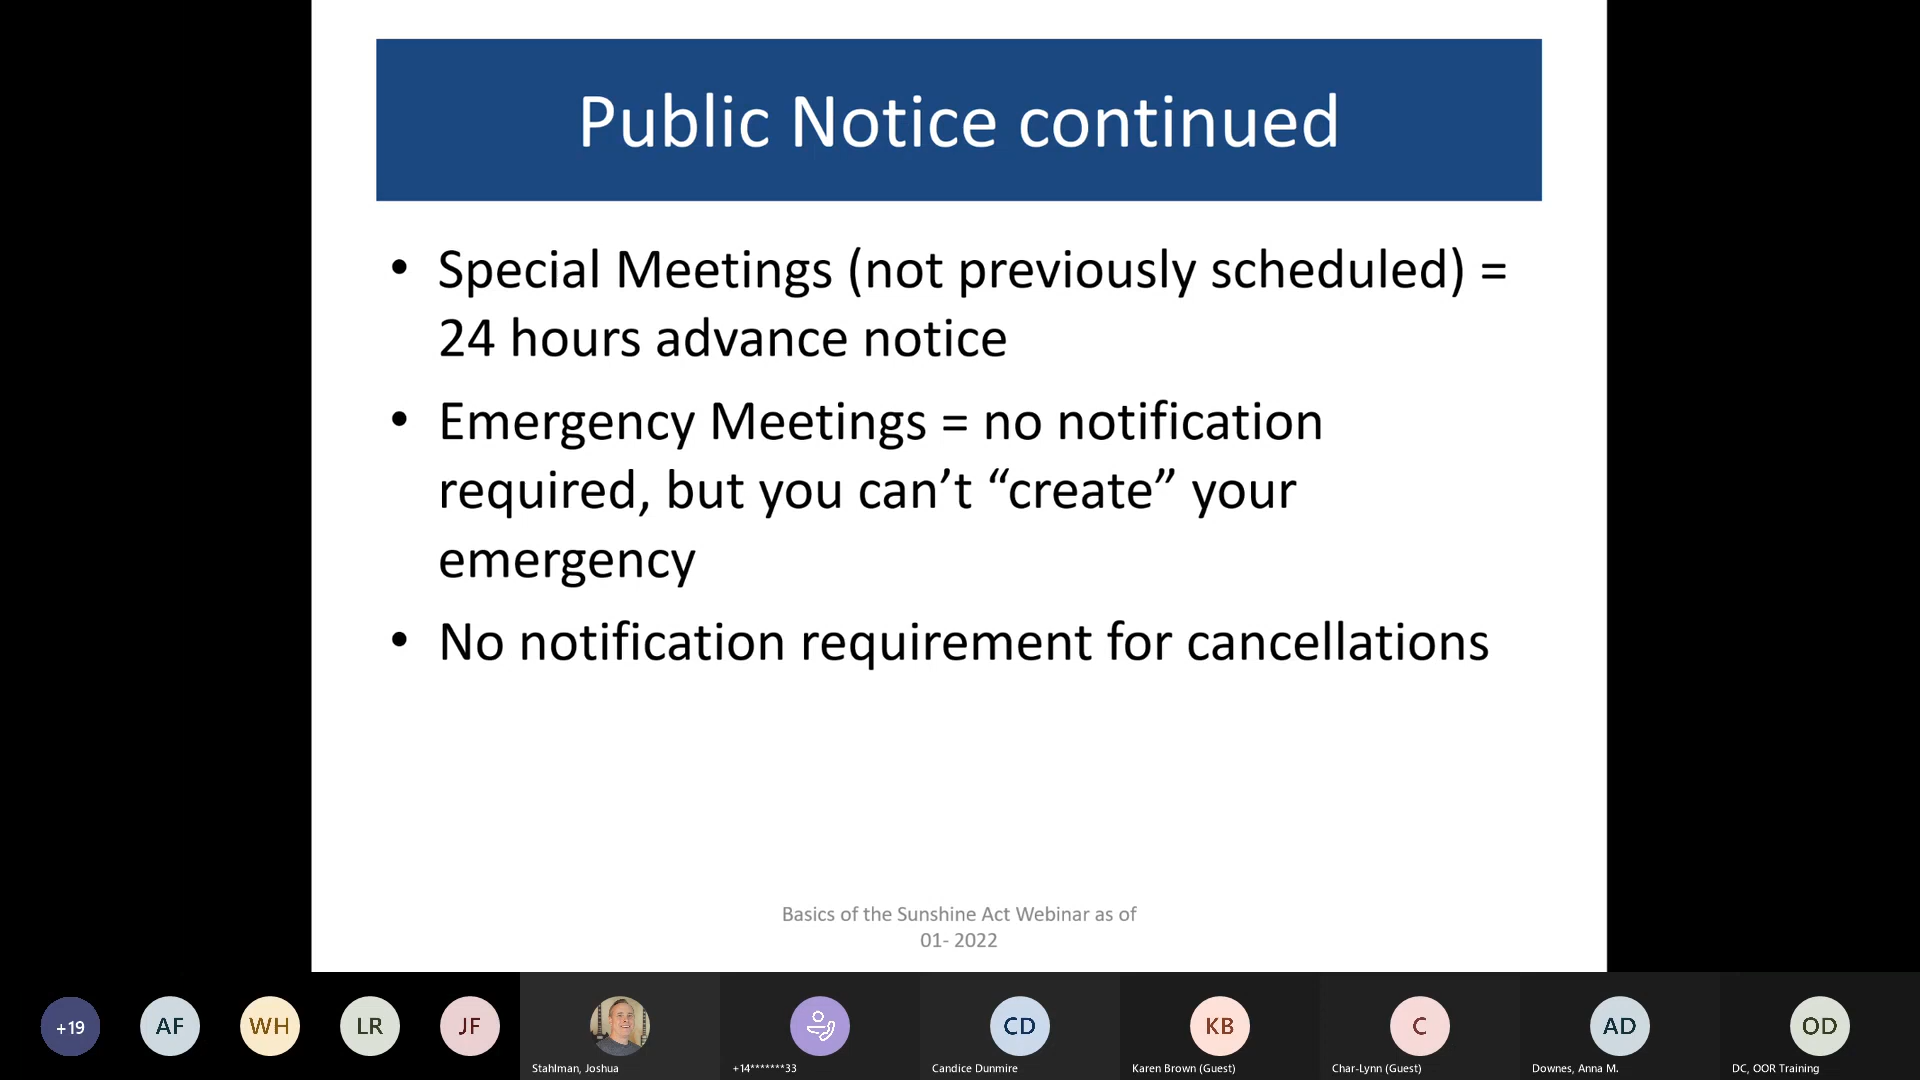 Public Notice continued
• Special Meetings (not previously scheduled) =
24 hours advance notice
• Emergency Meetings = no notification
required, but you can’t “create” your
emergency
• No notification requirement for cancellations
Basics of the Sunshine Act Webinar as of
01- 2022
+19
AF
WH
LR
JF
CD
KB
C
AD
OD
Stahlman, Joshua
+14*******33
Candice Dunmire
Karen Brown (Guest)
Char-Lynn (Guest)
Downes, Anna M.
DC, OOR Training